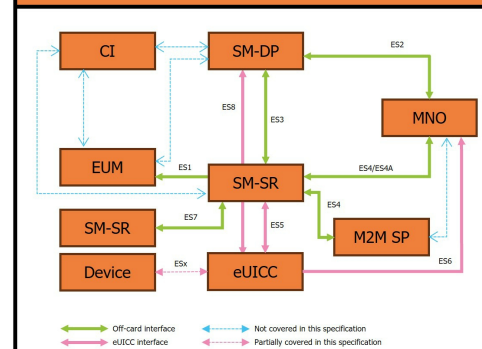 CI
SM-DP
ES2
ES8
ES3
MNO
EUM
ES1
SM-SR
ES4/ES4A
ES7
ES5
ES4
SM-SR
M2M SP
Device
ESx
eUICC
ES6
Off-card interface
Not covered in this specification
eUICC interface
Partially covered in this specification